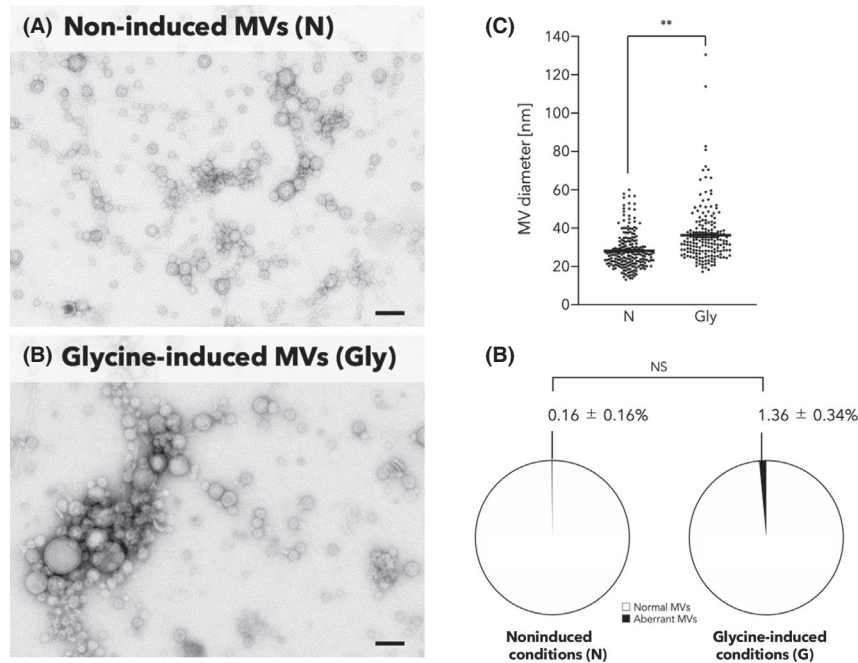 (A) Non-induced MVs (N)
(B) Glycine-induced MVs (Gly)
(C)
**
MV diameter [nm]
140
120
100
80
60
40
20
0
N
Gly
(B)
NS
0.16 ± 0.16%
1.36 ± 0.34%
Normal MVs
Aberrant MVs
Noninduced
conditions (N)
Glycine-induced
conditions (G)